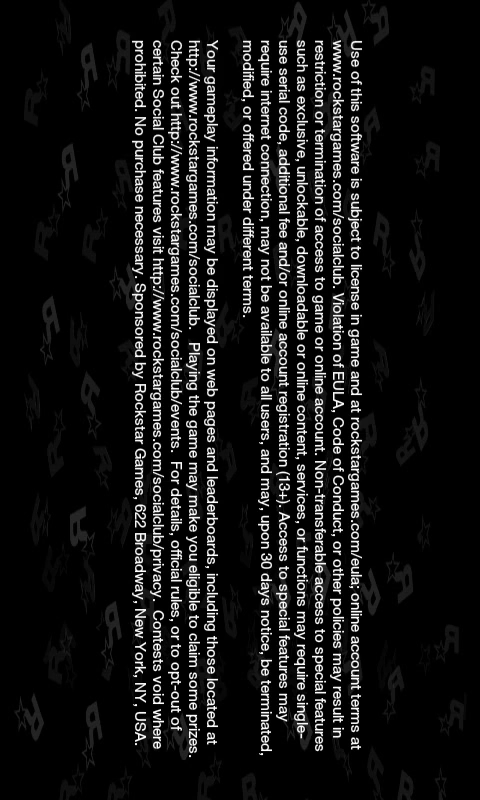 Use of this software is subject to license in game and at rockstargames.com/eula; online account terms at
www.rockstargames.com/socialclub. Violation of EULA, Code of Conduct, or other policies may result in
restriction or termination of access to game or online account. Non-transferable access to special features
such as exclusive, unlockable, downloadable or online content, services, or functions may require single-
use serial code, additional fee and/or online account registration (13+). Access to special features may
require internet connection, may not be available to all users, and may, upon 30 days notice, be terminated,
modified, or offered under different terms.
Your gameplay information may be displayed on web pages and leaderboards, including those located at
http://www.rockstargames.com/socialclub. Playing the game may make you eligible to claim some prizes.
Check out http://www.rockstargames.com/socialclub/events. For details, official rules, or to opt-out of
certain Social Club features visit http://www.rockstargames.com/socialclub/privacy. Contests void where
prohibited. No purchase necessary. Sponsored by Rockstar Games, 622 Broadway, New York, NY, USA.